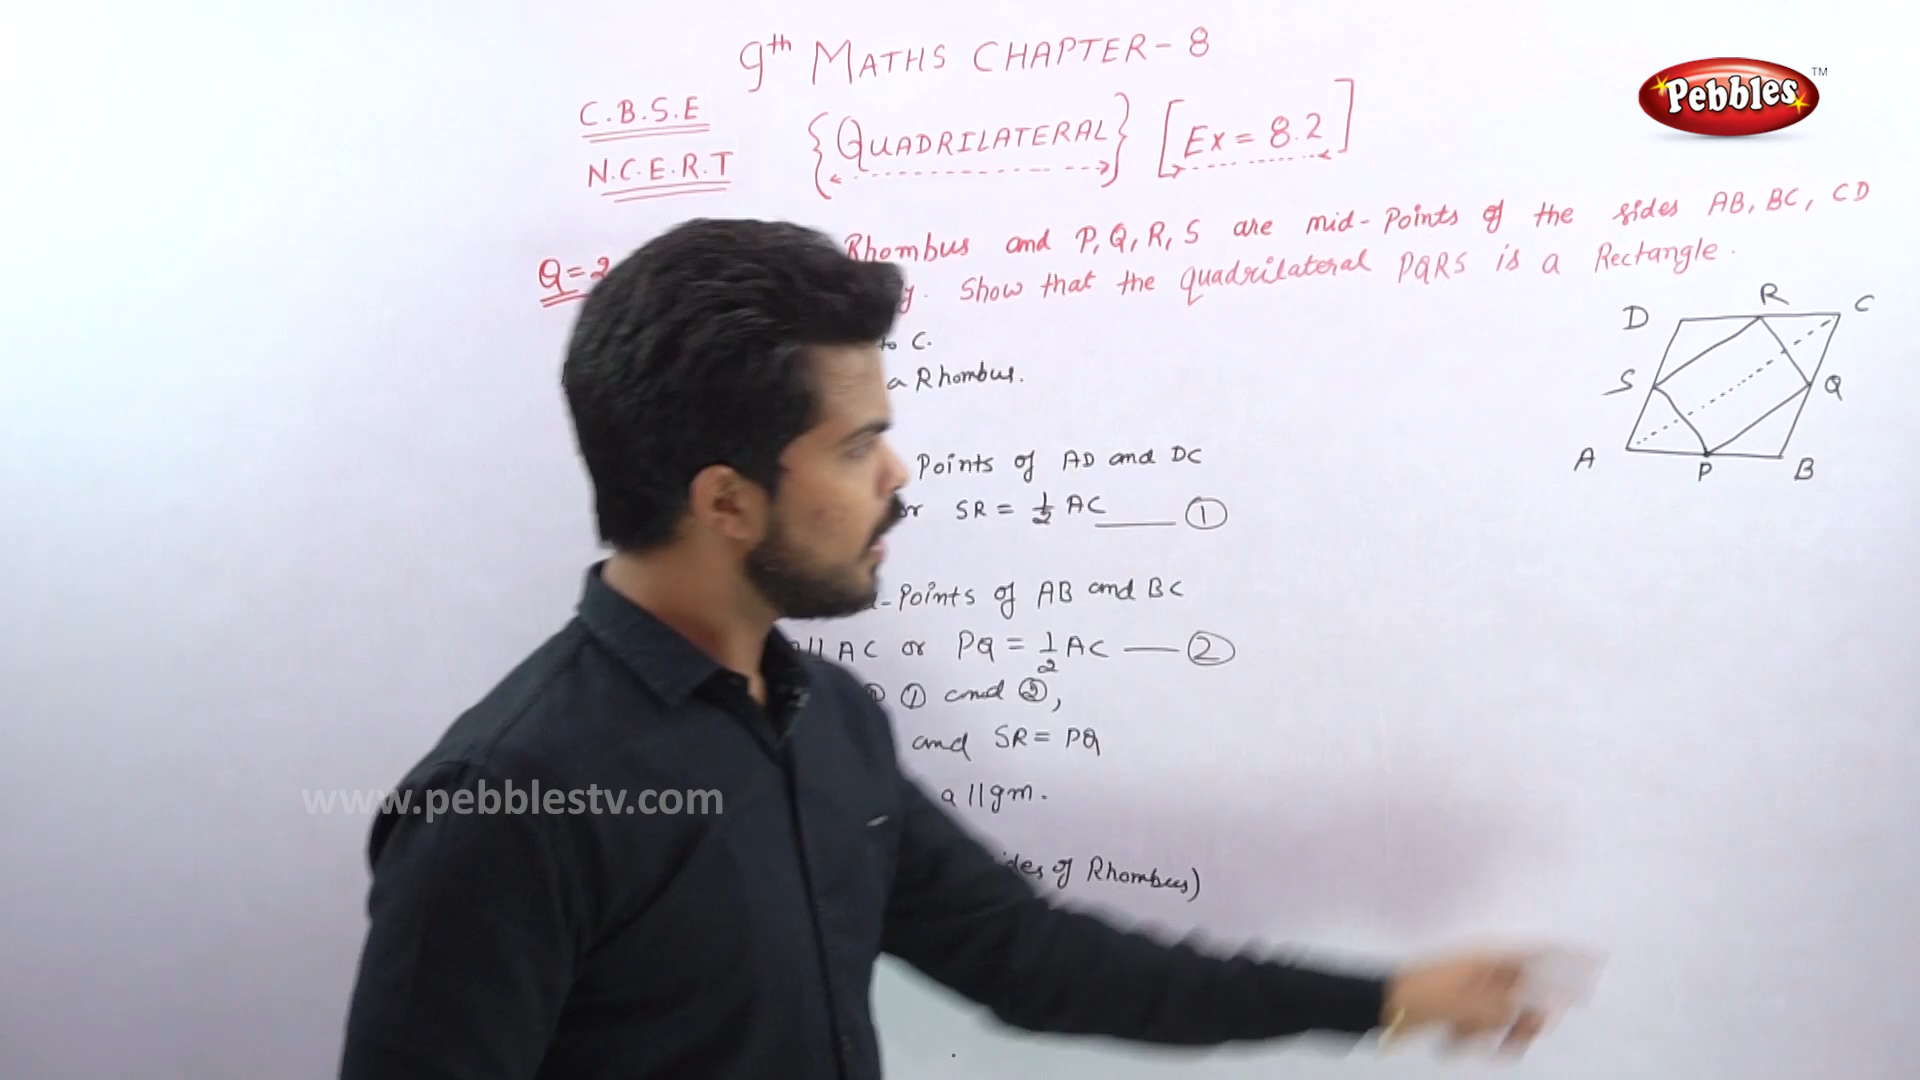 9th MATHS CHAPTER-8
C.B.S.E
N.C.E.R.T
{QUADRILATERAL} [Ex = 8.2]
Pebbles TM
Q=2 Rhombus and P, Q, R, S are mid-Points of the sides AB, BC, CD
Show that the quadrilateral PQRS is a Rectangle.
to C.
a Rhombus.
Points of AD and DC
or SR = 1/2 AC ____ ①
-Points of AB and BC
|| AC or PQ = 1/2 AC — ②
① and ②,
and SR = PQ
a ||gm.
of Rhombus)
D R C
S Q
A P B
www.pebblestv.com